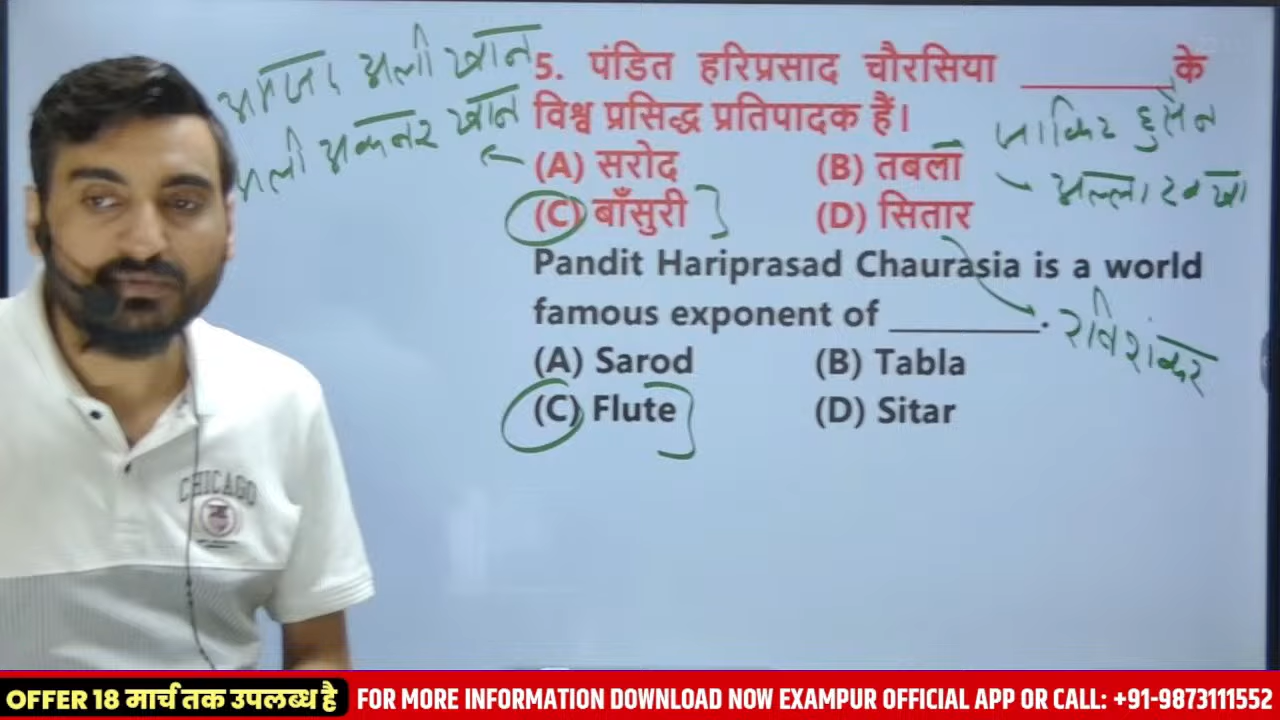 अमजद अली खान
अली अकबर खान
5. पंडित हरिप्रसाद चौरसिया ________ के
विश्व प्रसिद्ध प्रतिपादक हैं।
(A) सरोद (B) तबला
(C) बाँसुरी (D) सितार
जाकिर हुसैन
अल्ला रक्खा
Pandit Hariprasad Chaurasia is a world
famous exponent of ________.
(A) Sarod (B) Tabla
(C) Flute (D) Sitar
रविशंकर
CHICAGO
OFFER 18 मार्च तक उपलब्ध है FOR MORE INFORMATION DOWNLOAD NOW EXAMPUR OFFICIAL APP OR CALL: +91-9873111552